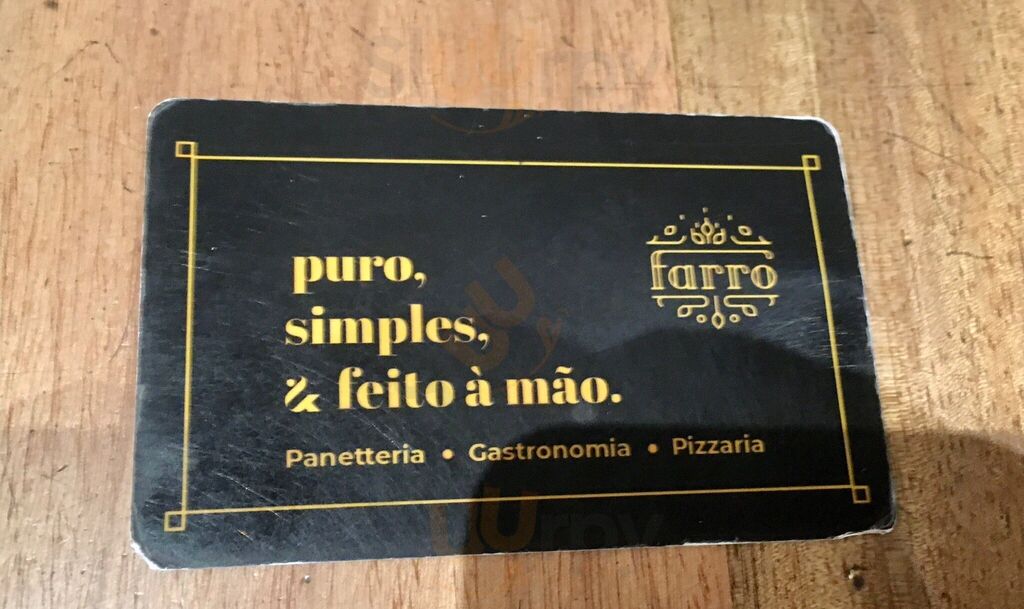 farro
puro,
simples,
& feito à mão.
Panetteria • Gastronomia • Pizzaria